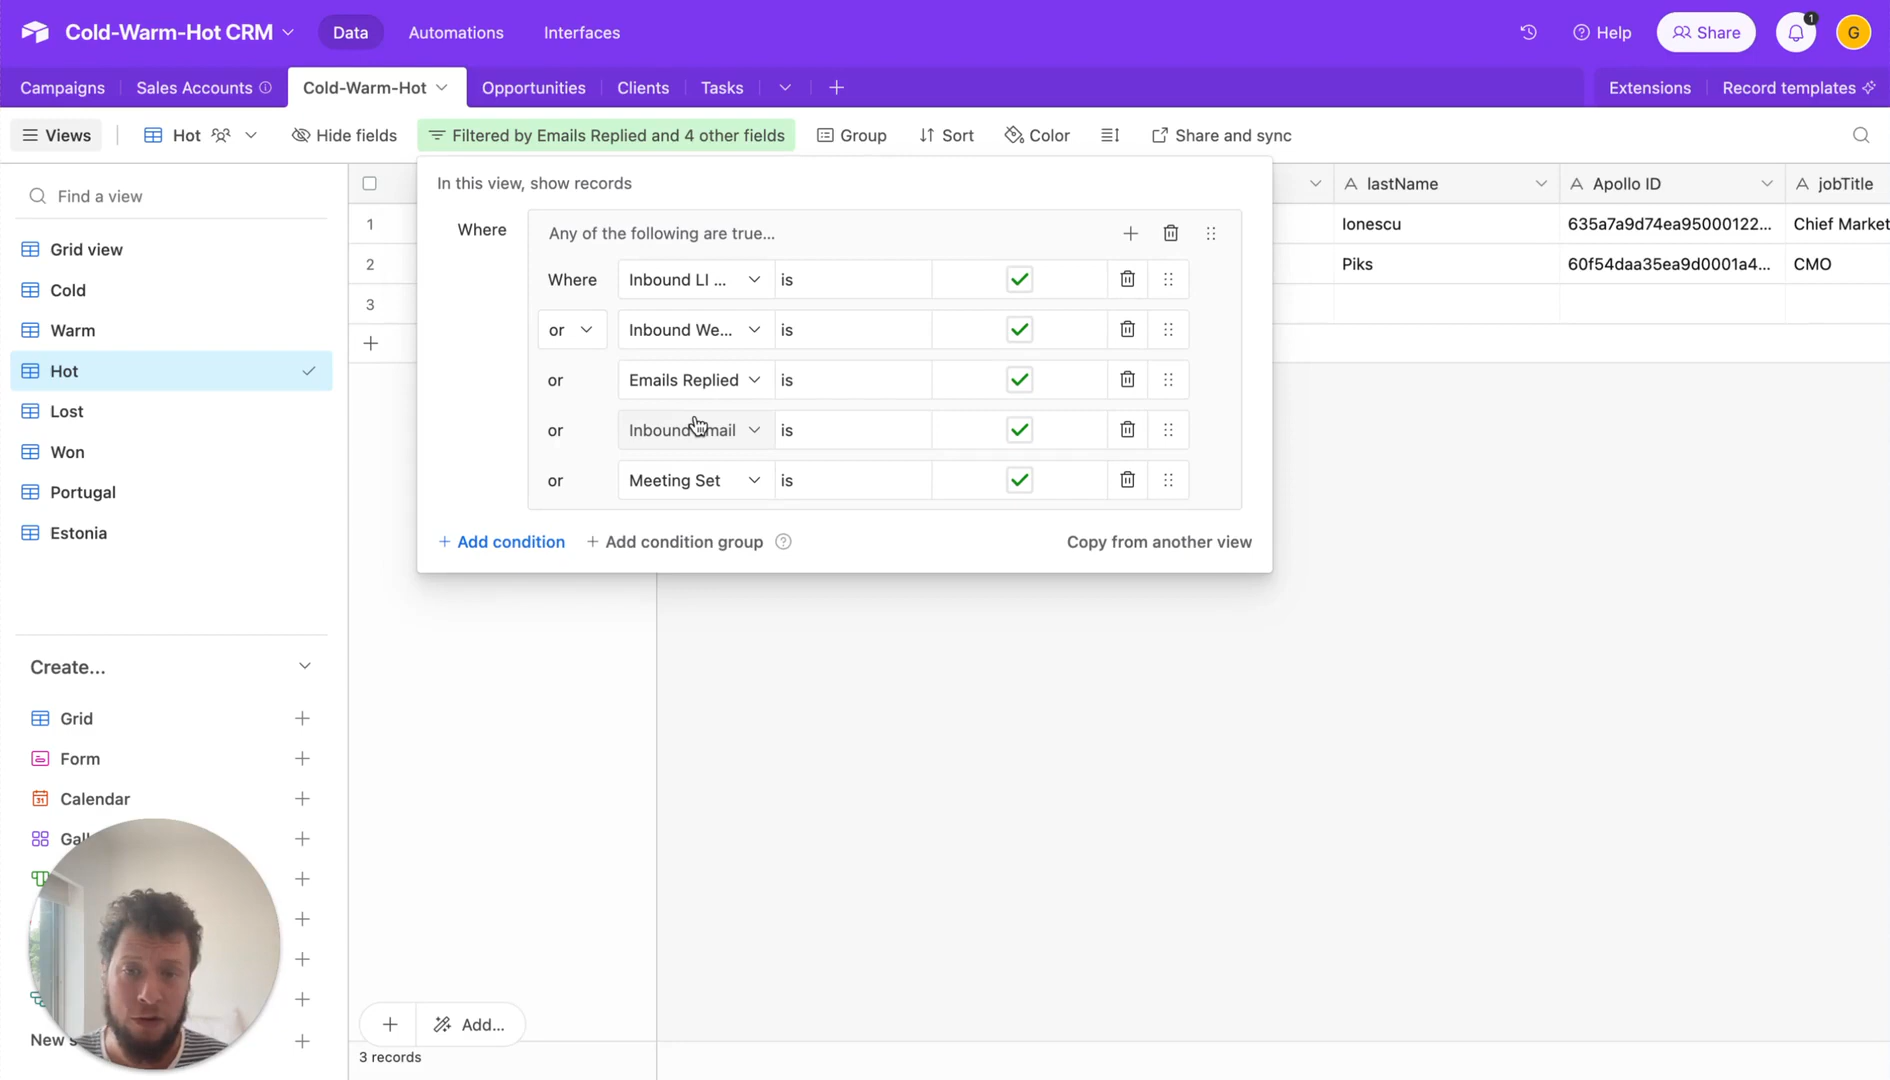 Cold-Warm-Hot CRM Data Automations Interfaces Help Share 1 G
Campaigns Sales Accounts Cold-Warm-Hot Opportunities Clients Tasks Extensions Record templates
Views Hot Hide fields Filtered by Emails Replied and 4 other fields Group Sort Color Share and sync
Find a view
Grid view
Cold
Warm
Hot
Lost
Won
Portugal
Estonia
Create...
Grid
Form
Calendar
31
New
In this view, show records
Where Any of the following are true...
Where Inbound LI ... is
or Inbound We... is
or Emails Replied is
or is
or Meeting Set is
+ Add condition + Add condition group Copy from another view
lastName Apollo ID jobTitle
1 Ionescu 635a7a9d74ea95000122... Chief Market
2 Piks 60f54daa35ea9d0001a4... CMO
3
+
+ Add...
3 records